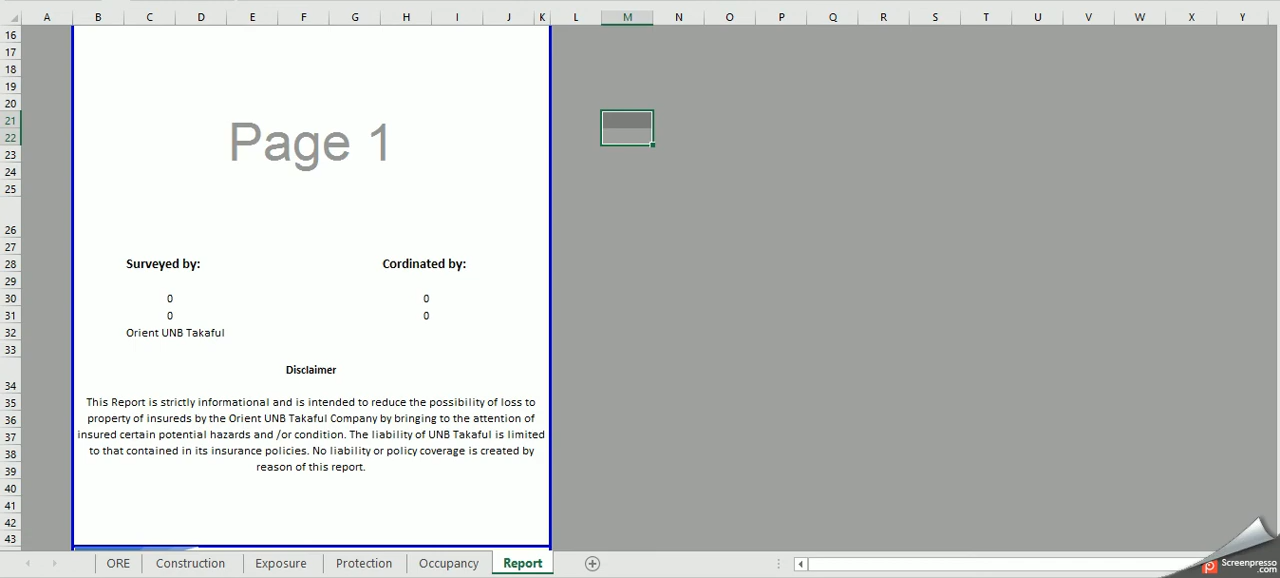 A B C D E F G H I J K L M N O P Q R S T U V W X Y
16
17
18
19
20
21
22
23
24
25
26
27
28
29
30
31
32
33
34
35
36
37
38
39
40
41
42
43
Page 1
Surveyed by: Cordinated by:
0 0
0 0
Orient UNB Takaful
Disclaimer
This Report is strictly informational and is intended to reduce the possibility of loss to
property of insureds by the Orient UNB Takaful Company by bringing to the attention of
insured certain potential hazards and /or condition. The liability of UNB Takaful is limited
to that contained in its insurance policies. No liability or policy coverage is created by
reason of this report.
ORE Construction Exposure Protection Occupancy Report
Screenpresso
.com